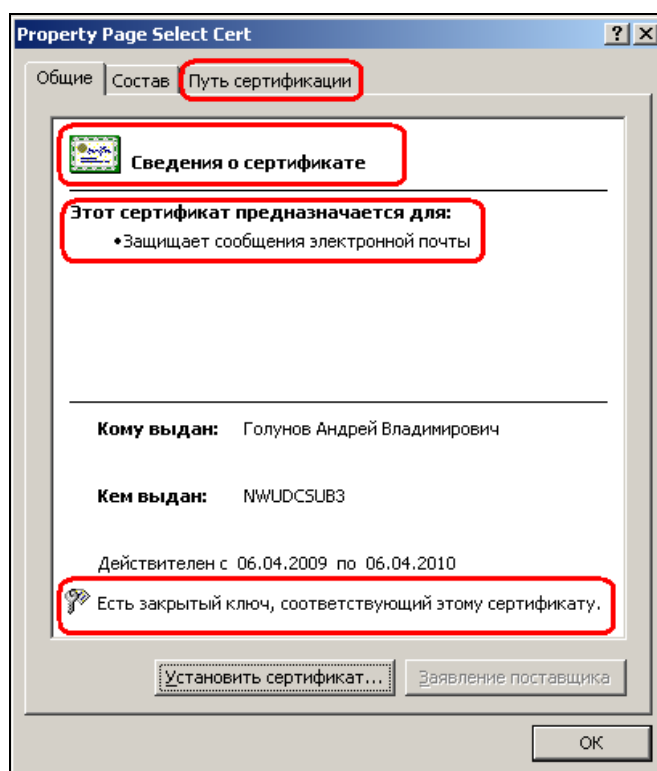 Property Page Select Cert
Общие Состав Путь сертификации
Сведения о сертификате
Этот сертификат предназначается для:
•Защищает сообщения электронной почты
Кому выдан: Голунов Андрей Владимирович
Кем выдан: NWUDCSUB3
Действителен с 06.04.2009 по 06.04.2010
Есть закрытый ключ, соответствующий этому сертификату.
Установить сертификат... Заявление поставщика
ОК